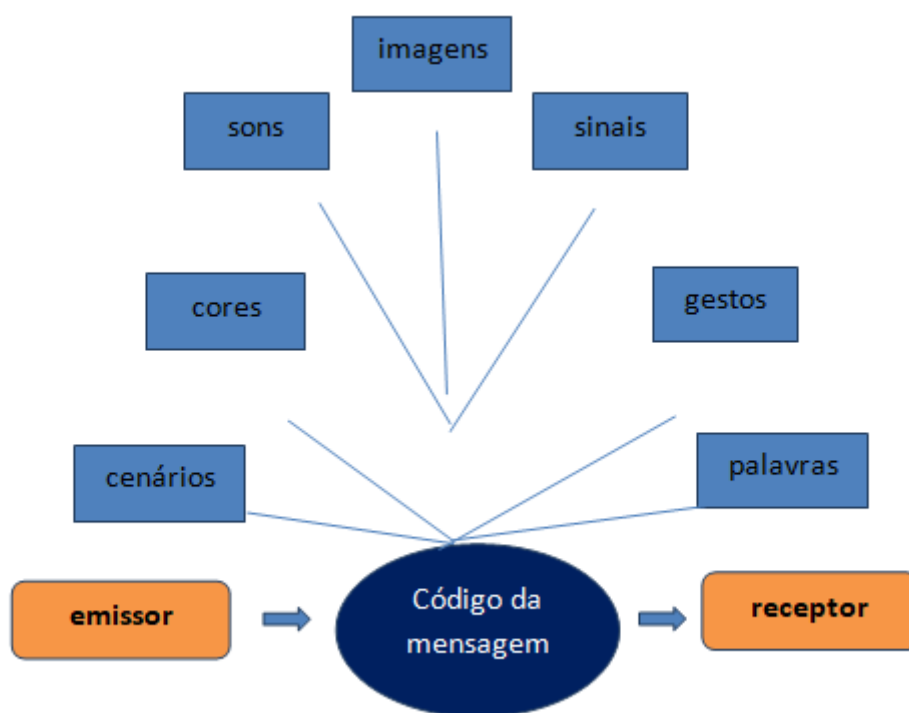 imagens
sons
sinais
cores
gestos
cenários
palavras
emissor
Código da
mensagem
receptor